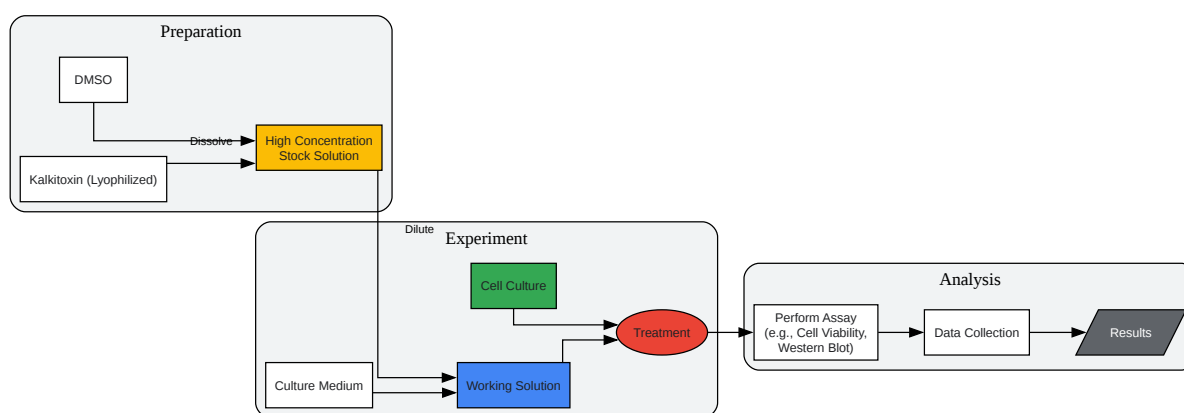 Preparation
DMSO
Dissolve
High Concentration
Stock Solution
Kalkitoxin (Lyophilized)
Dilute
Experiment
Cell Culture
Treatment
Culture Medium
Working Solution
Analysis
Perform Assay
(e.g., Cell Viability,
Western Blot)
Data Collection
Results